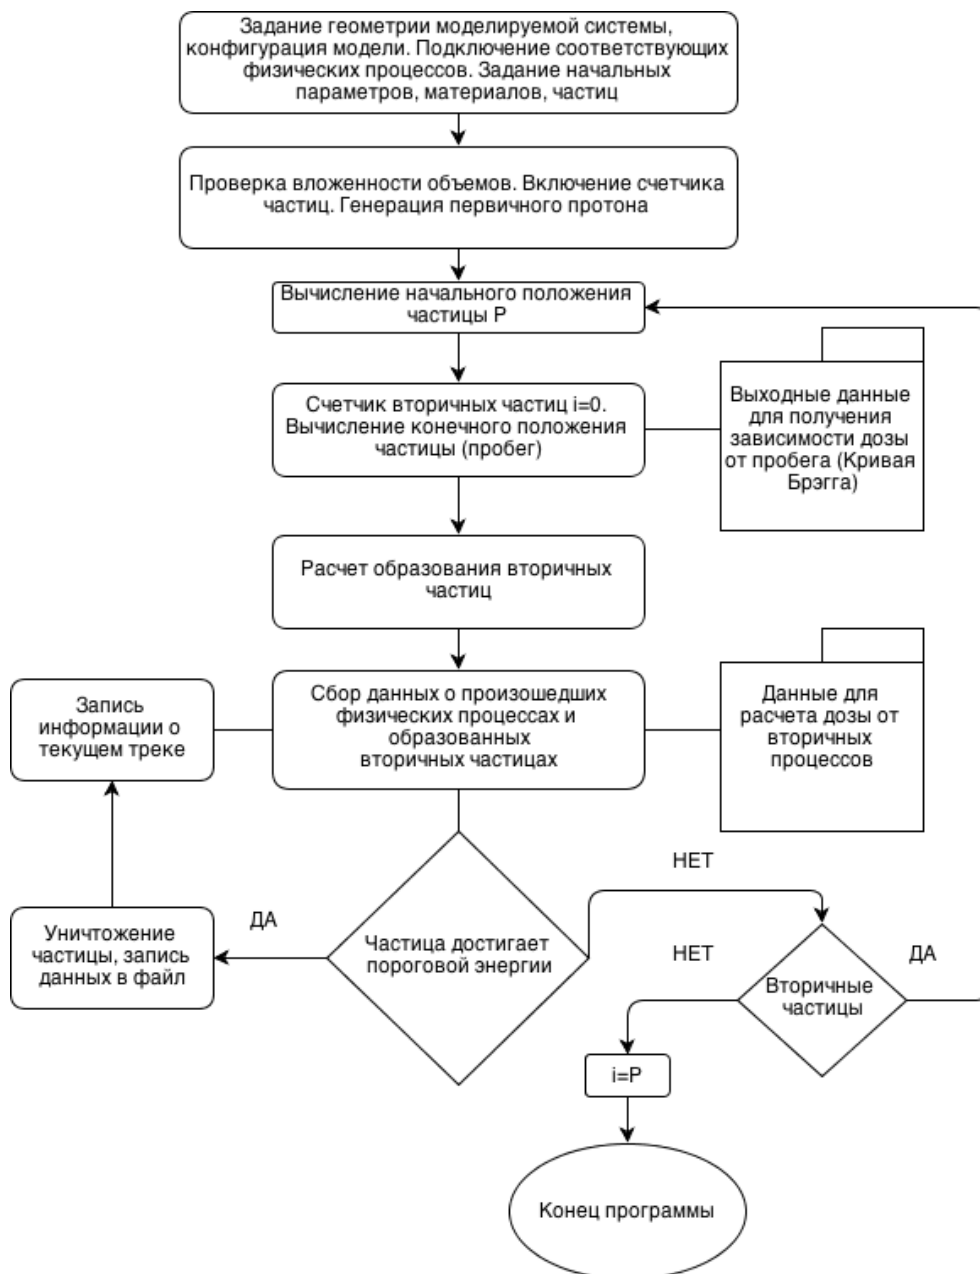 Задание геометрии моделируемой системы,
конфигурация модели. Подключение соответствующих
физических процессов. Задание начальных
параметров, материалов, частиц
Проверка вложенности объемов. Включение счетчика
частиц. Генерация первичного протона
Вычисление начального положения
частицы P
Счетчик вторичных частиц i=0.
Вычисление конечного положения
частицы (пробег)
Выходные данные
для получения
зависимости дозы
от пробега (Кривая
Брэгга)
Расчет образования вторичных
частиц
Запись
информации о
текущем треке
Сбор данных о произошедших
физических процессах и
образованных
вторичных частицах
Данные для
расчета дозы от
вторичных
процессов
НЕТ
ДА
Уничтожение
частицы, запись
данных в файл
Частица достигает
пороговой энергии
НЕТ
ДА
Вторичные
частицы
i=P
Конец программы